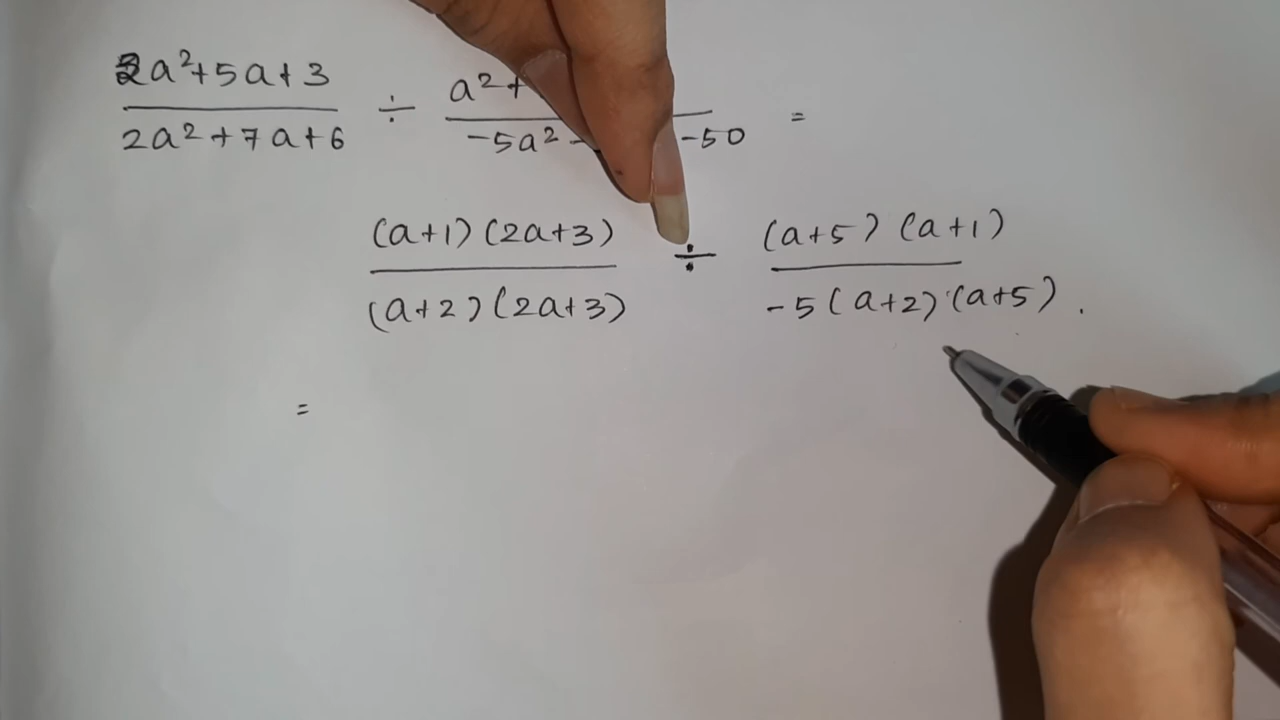 2a²+5a+3 / 2a²+7a+6 ÷ a²+ / -5a²- -50 =
(a+1)(2a+3) / (a+2)(2a+3) ÷ (a+5)(a+1) / -5(a+2)(a+5).
=